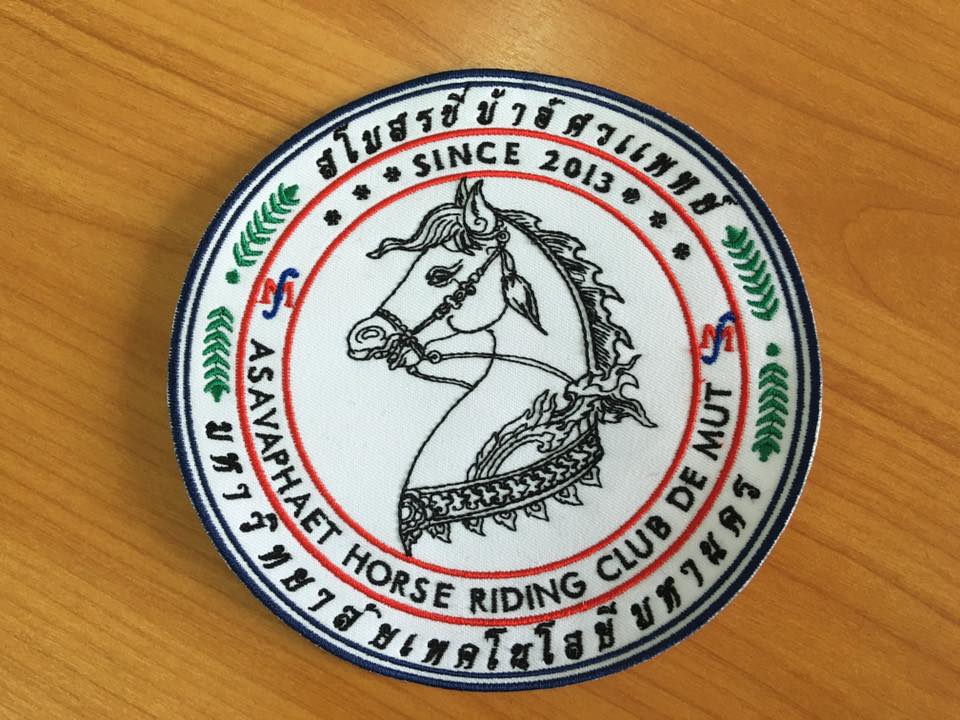 สโมสรขี่ม้าอัศวแพทย์
SINCE 2013
ASAVAPHAET HORSE RIDING CLUB DE MUT
มหาวิทยาลัยเทคโนโลยีมหานคร